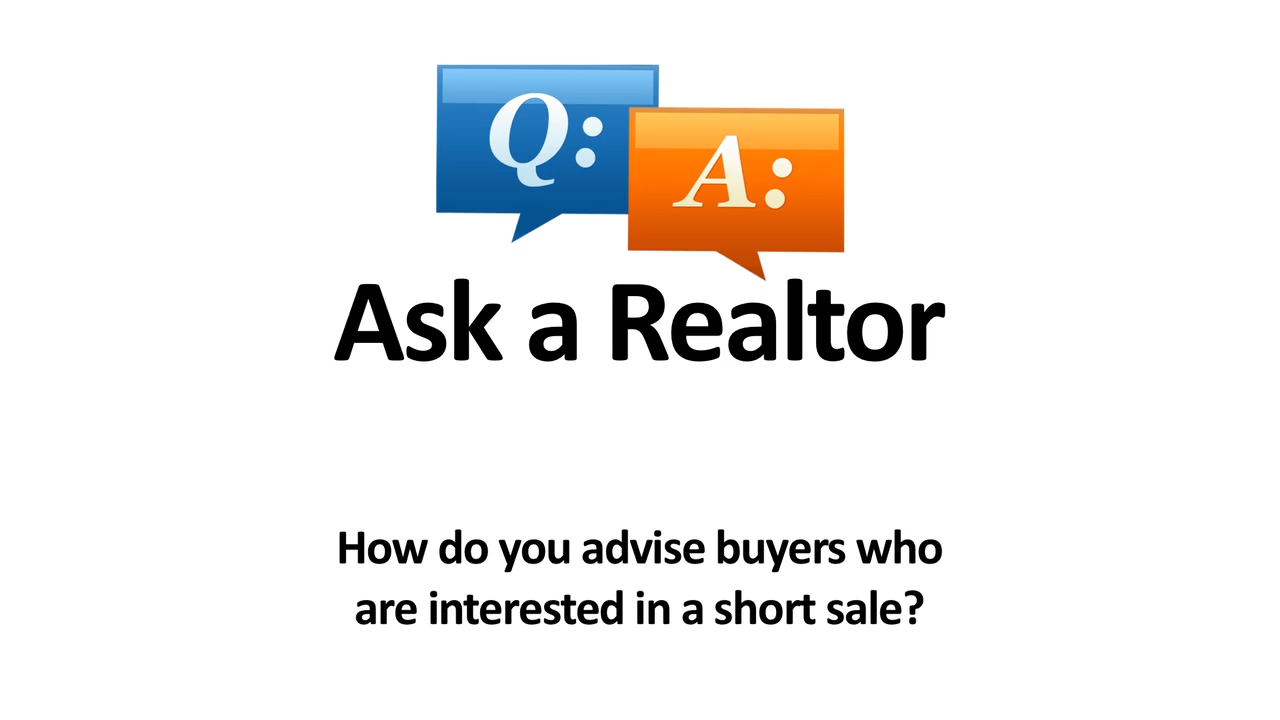 Q: A:
Ask a Realtor
How do you advise buyers who
are interested in a short sale?